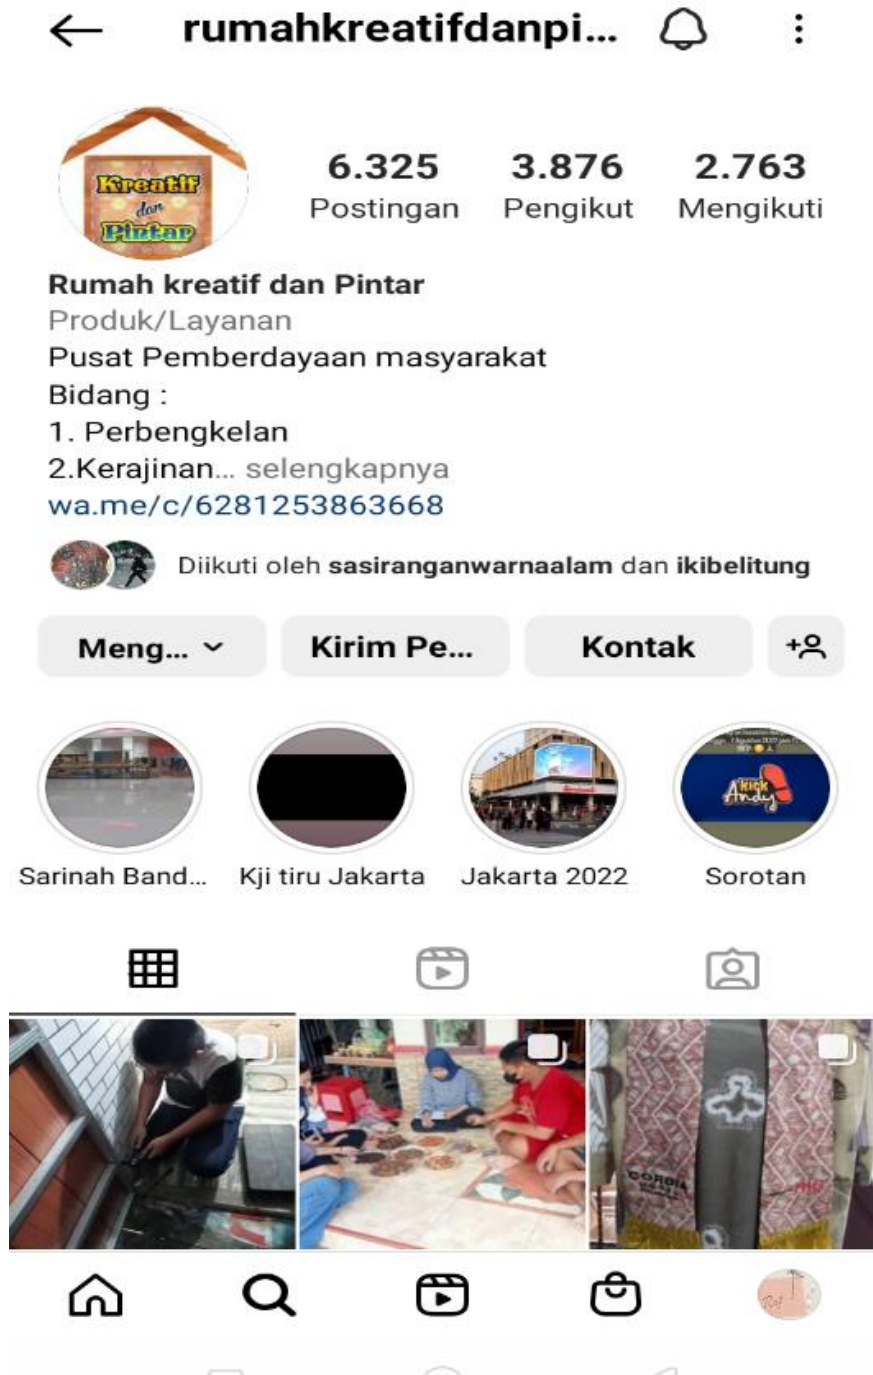 rumahkreatifdanpi...
Kreatif
dan
Pintar
6.325 3.876 2.763
Postingan Pengikut Mengikuti
Rumah kreatif dan Pintar
Produk/Layanan
Pusat Pemberdayaan masyarakat
Bidang :
1. Perbengkelan
2.Kerajinan... selengkapnya
wa.me/c/6281253863668
Diikuti oleh sasiranganwarnaalam dan ikibelitung
Meng... Kirim Pe... Kontak
kick
Andy
Sarinah Band... Kji tiru Jakarta Jakarta 2022 Sorotan
CORDIA